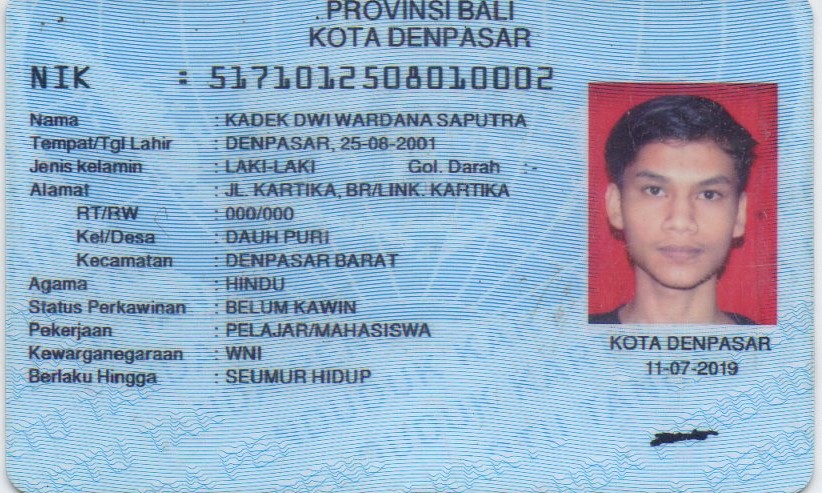 PROVINSI BALI
KOTA DENPASAR
NIK : 5171012508010002
Nama : KADEK DWI WARDANA SAPUTRA
Tempat/Tgl Lahir : DENPASAR, 25-08-2001
Jenis kelamin : LAKI-LAKI Gol. Darah :-
Alamat : JL. KARTIKA, BR/LINK. KARTIKA
RT/RW : 000/000
Kel/Desa : DAUH PURI
Kecamatan : DENPASAR BARAT
Agama : HINDU
Status Perkawinan : BELUM KAWIN
Pekerjaan : PELAJAR/MAHASISWA
Kewarganegaraan : WNI
Berlaku Hingga : SEUMUR HIDUP
KOTA DENPASAR
11-07-2019